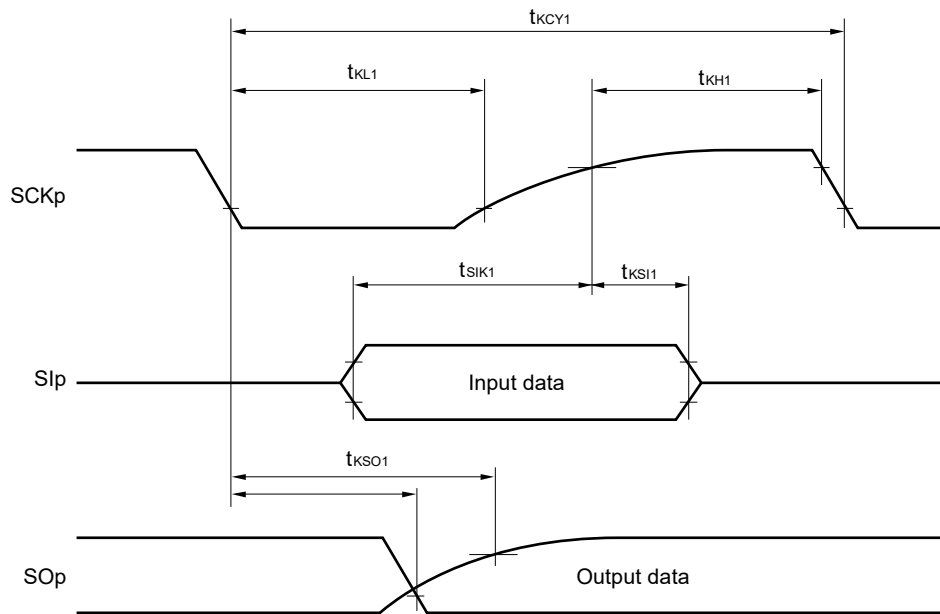 tKCY1
tKL1
tKH1
SCKp
tSIK1
tKSI1
SIp
Input data
tKSO1
SOp
Output data